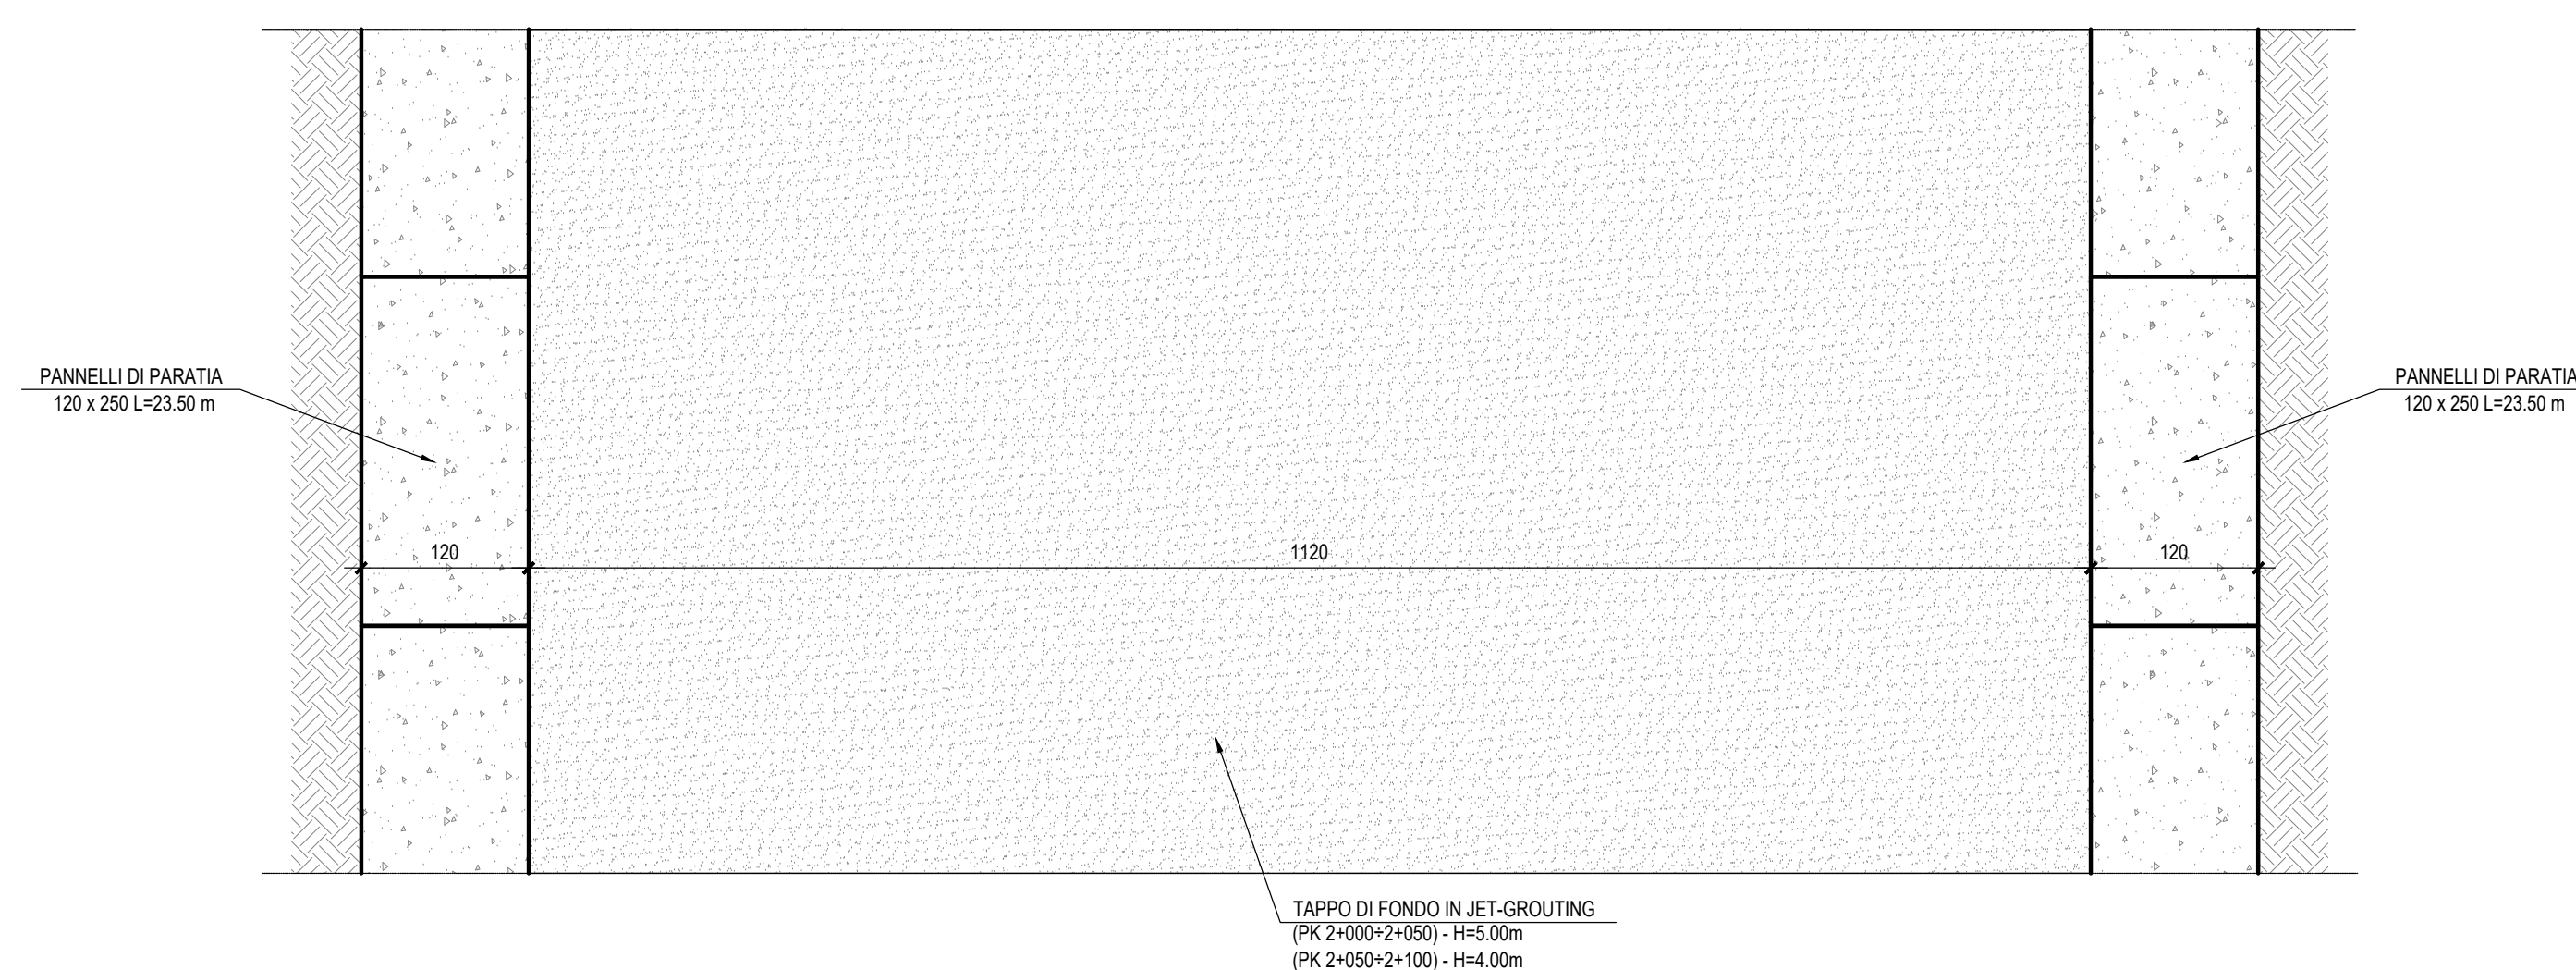 PANNELLI DI PARATIA
120 x 250 L=23.50 m
PANNELLI DI PARATIA
120 x 250 L=23.50 m
120
1120
120
TAPPO DI FONDO IN JET-GROUTING
(PK 2+000÷2+050) - H=5.00m
(PK 2+050÷2+100) - H=4.00m